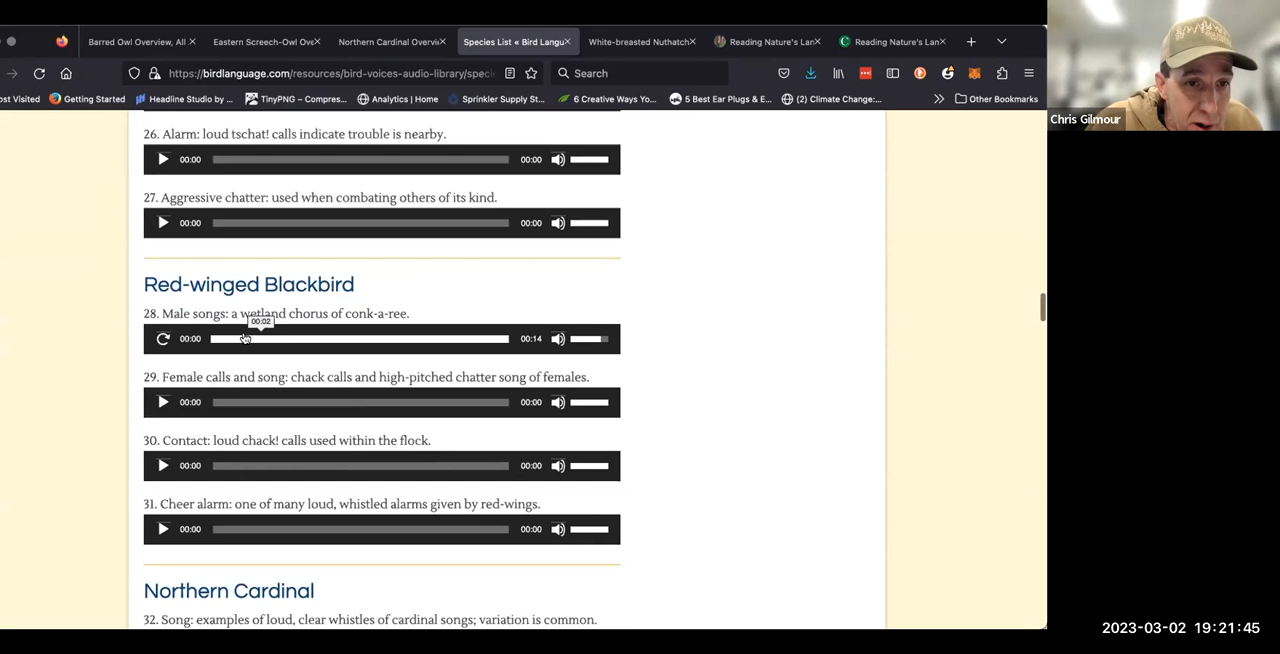 Barred Owl Overview, All
Eastern Screech-Owl Ove
Northern Cardinal Overvi
Species List « Bird Langu
White-breasted Nuthatch
Reading Nature's Lan
Reading Nature's Lan
https://birdlanguage.com/resources/bird-voices-audio-library/speci
Search
ost Visited
Getting Started
Headline Studio by ...
TinyPNG – Compres...
Analytics | Home
Sprinkler Supply St...
6 Creative Ways Yo...
5 Best Ear Plugs & E...
(2) Climate Change:...
Other Bookmarks
Chris Gilmour
26. Alarm: loud tschat! calls indicate trouble is nearby.
00:00 00:00
27. Aggressive chatter: used when combating others of its kind.
00:00 00:00
Red-winged Blackbird
28. Male songs: a wetland chorus of conk-a-ree.
00:02
00:00 00:14
29. Female calls and song: chack calls and high-pitched chatter song of females.
00:00 00:00
30. Contact: loud chack! calls used within the flock.
00:00 00:00
31. Cheer alarm: one of many loud, whistled alarms given by red-wings.
00:00 00:00
Northern Cardinal
32. Song: examples of loud, clear whistles of cardinal songs; variation is common.
2023-03-02 19:21:45